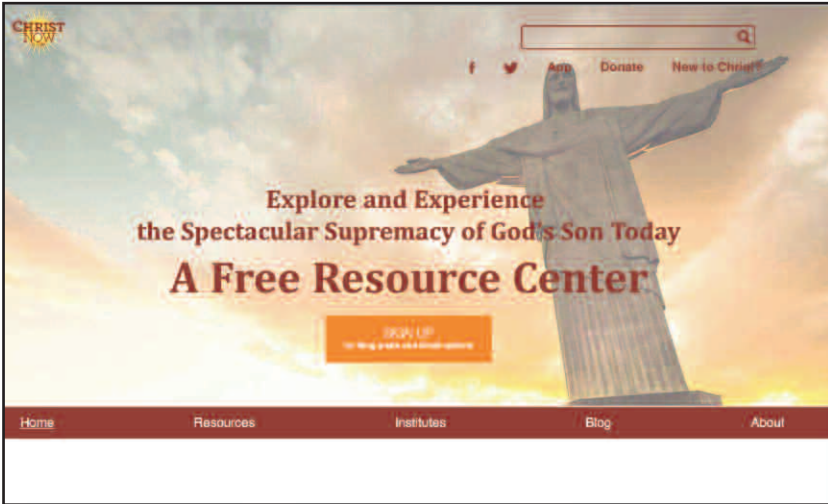 CHRIST
NOW
App Donate New to Christ?
Explore and Experience
the Spectacular Supremacy of God's Son Today
A Free Resource Center
SIGN UP
Home Resources Institutes Blog About